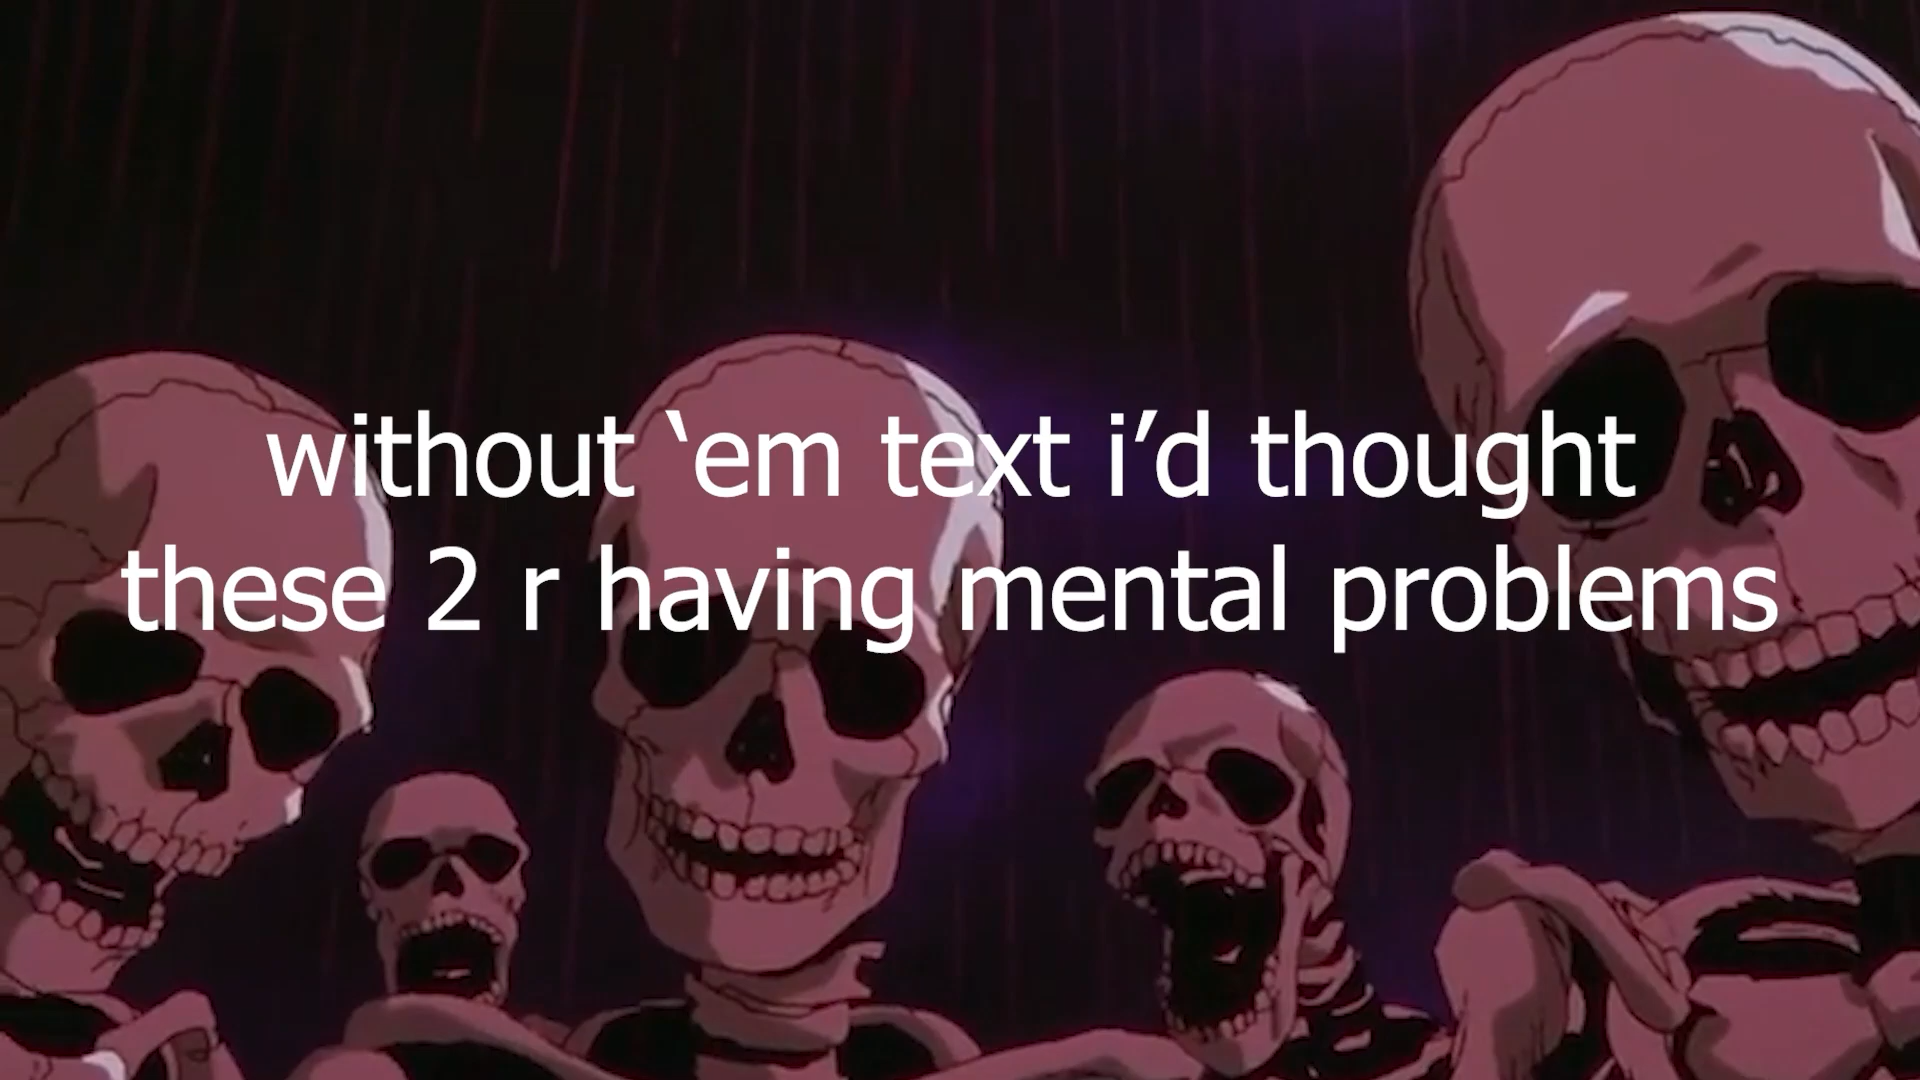 without ‘em text i’d thought
these 2 r having mental problems